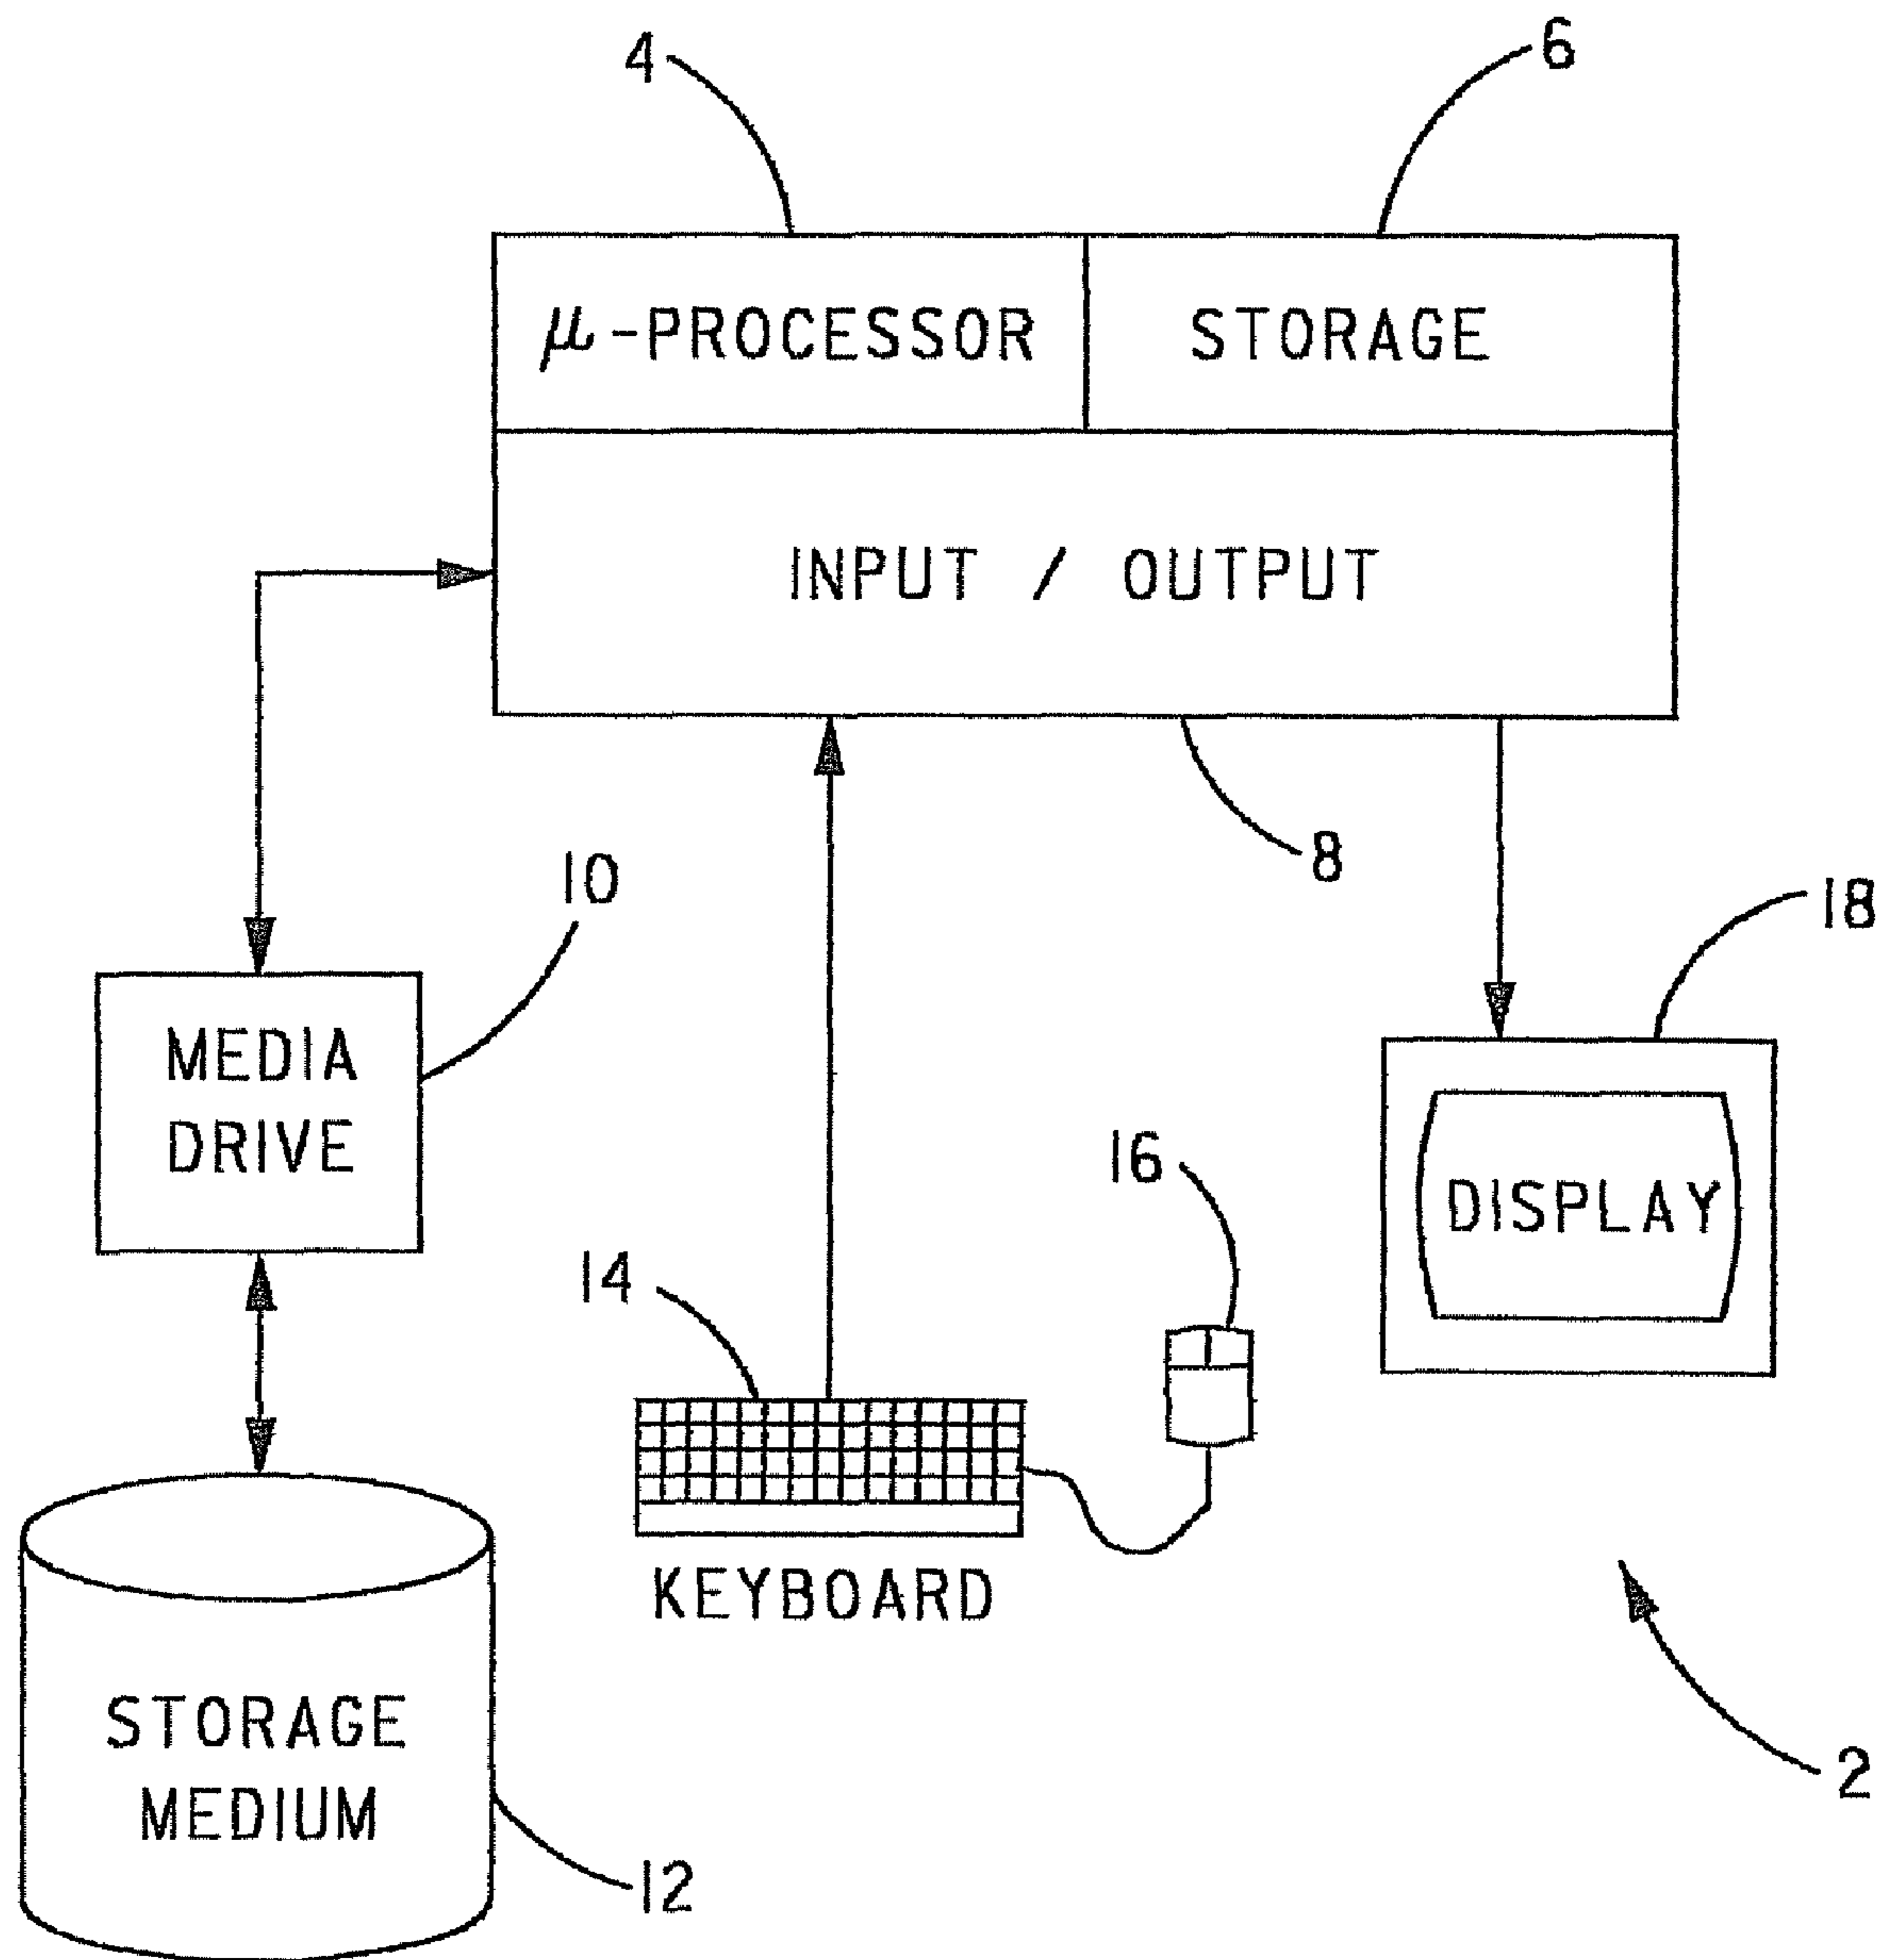 4
6
μ-PROCESSOR
STORAGE
INPUT / OUTPUT
8
10
18
MEDIA
DRIVE
DISPLAY
16
14
KEYBOARD
STORAGE
MEDIUM
2
12